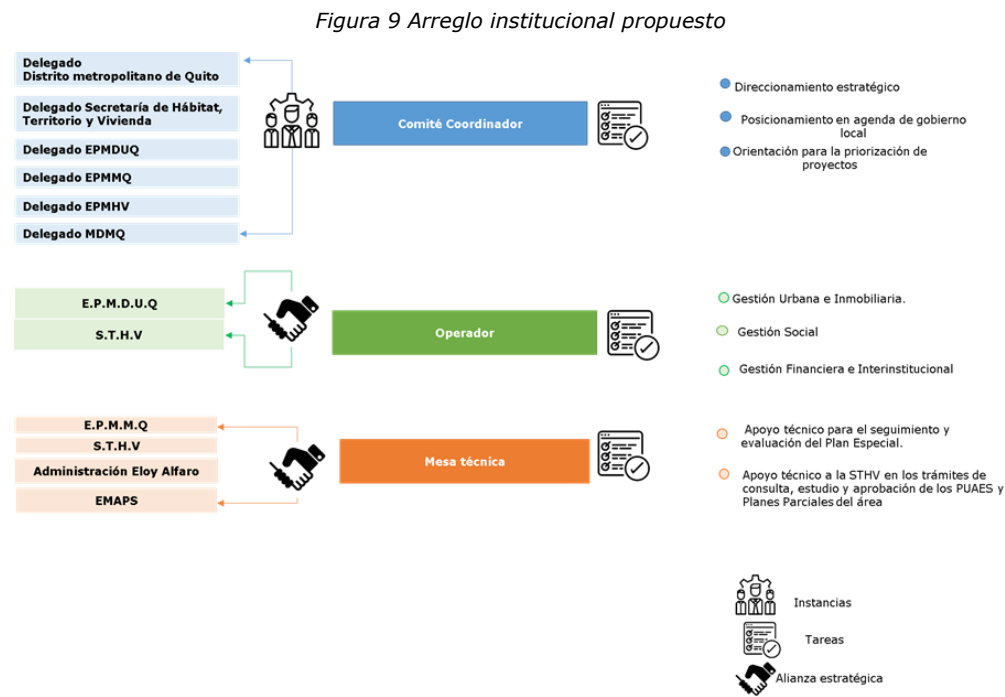 Figura 9 Arreglo institucional propuesto
Delegado
Distrito metropolitano de Quito
Delegado Secretaría de Hábitat,
Territorio y Vivienda
Delegado EPMDUQ
Delegado EPMMQ
Delegado EPMHV
Delegado MDMQ
Comité Coordinador
Direccionamiento estratégico
Posicionamiento en agenda de gobierno
local
Orientación para la priorización de
proyectos
E.P.M.D.U.Q
S.T.H.V
Operador
Gestión Urbana e Inmobiliaria.
Gestión Social
Gestión Financiera e Interinstitucional
E.P.M.M.Q
S.T.H.V
Administración Eloy Alfaro
EMAPS
Mesa técnica
Apoyo técnico para el seguimiento y
evaluación del Plan Especial.
Apoyo técnico a la STHV en los trámites de
consulta, estudio y aprobación de los PUAES y
Planes Parciales del área
Instancias
Tareas
Alianza estratégica